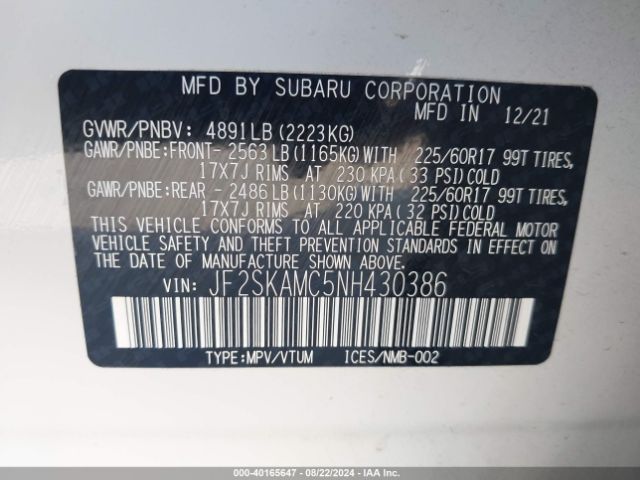 MFD BY SUBARU CORPORATION
MFD IN 12/21
GVWR/PNBV: 4891LB (2223KG)
GAWR/PNBE:FRONT- 2563 LB (1165KG) WITH 225/60R17 99T TIRES,
17X7J RIMS AT 230 KPA (33 PSI) COLD
GAWR/PNBE:REAR - 2486 LB (1130KG) WITH 225/60R17 99T TIRES,
17X7J RIMS AT 220 KPA (32 PSI) COLD
THIS VEHICLE CONFORMS TO ALL APPLICABLE FEDERAL MOTOR
VEHICLE SAFETY AND THEFT PREVENTION STANDARDS IN EFFECT ON
THE DATE OF MANUFACTURE SHOWN ABOVE.
VIN: JF2SKAMC5NH430386
TYPE:MPV/VTUM ICES/NMB-002
000-40165647 - 08/22/2024 - IAA Inc.